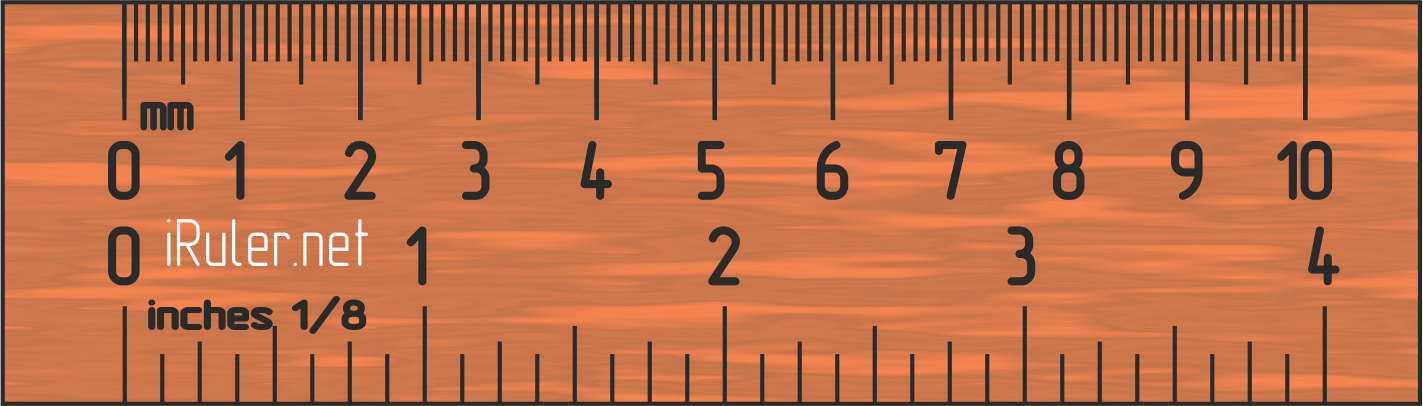 mm
0 1 2 3 4 5 6 7 8 9 10
iRuler.net
0 1 2 3 4
inches 1/8